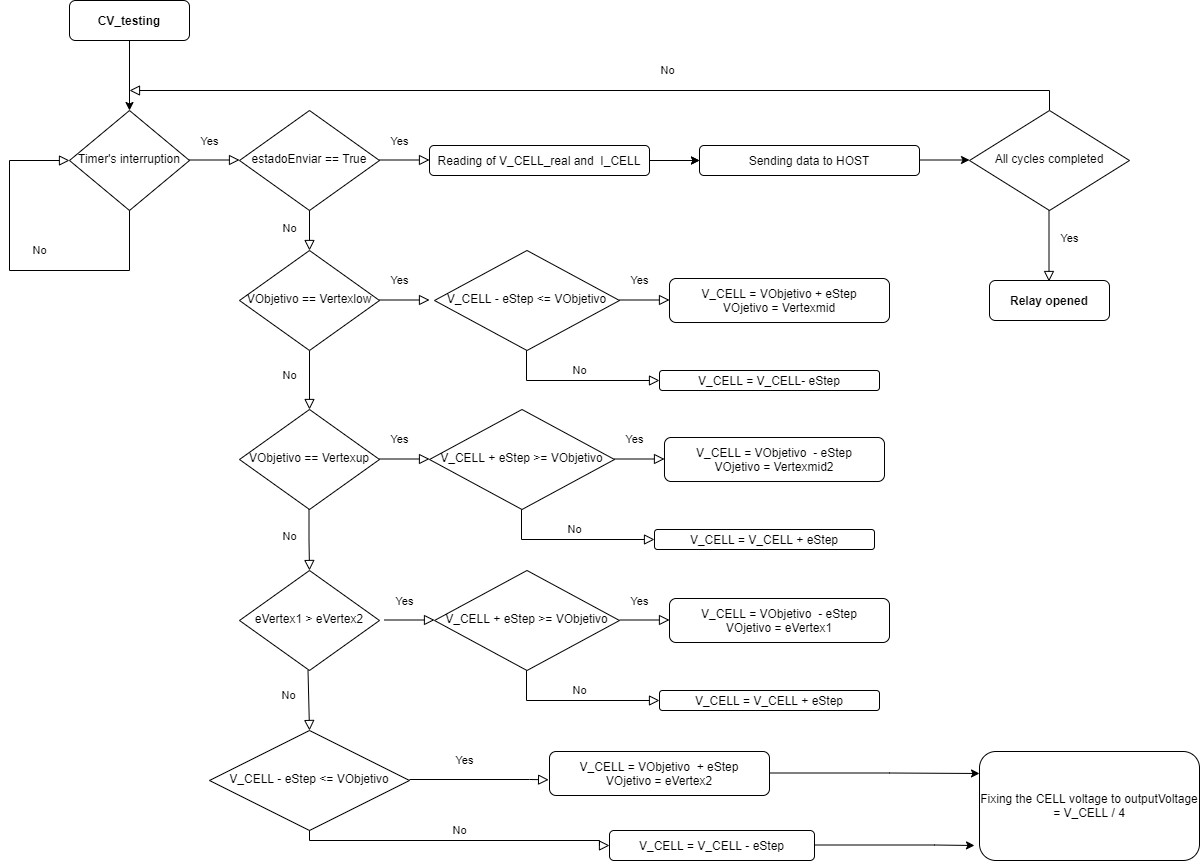 CV_testing
No
Timer's interruption
Yes
estadoEnviar == True
Yes
Reading of V_CELL_real and I_CELL
Sending data to HOST
All cycles completed
No
No
Yes
Relay opened
VObjetivo == Vertexlow
Yes
V_CELL - eStep <= VObjetivo
Yes
V_CELL = VObjetivo + eStep
VOjetivo = Vertexmid
No
No
V_CELL = V_CELL- eStep
VObjetivo == Vertexup
Yes
V_CELL + eStep >= VObjetivo
Yes
V_CELL = VObjetivo - eStep
VOjetivo = Vertexmid2
No
No
V_CELL = V_CELL + eStep
eVertex1 > eVertex2
Yes
V_CELL + eStep >= VObjetivo
Yes
V_CELL = VObjetivo - eStep
VOjetivo = eVertex1
No
No
V_CELL = V_CELL + eStep
V_CELL - eStep <= VObjetivo
Yes
V_CELL = VObjetivo + eStep
VOjetivo = eVertex2
No
V_CELL = V_CELL - eStep
Fixing the CELL voltage to outputVoltage
= V_CELL / 4